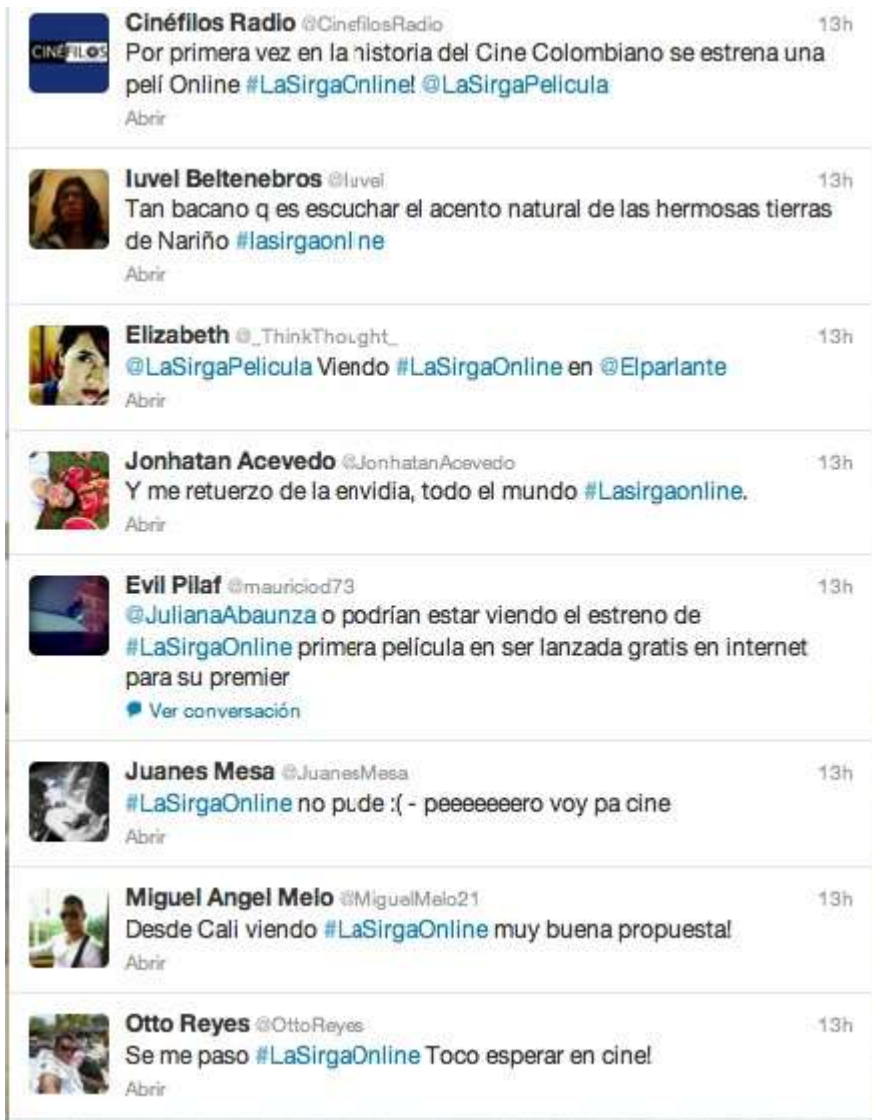 CINÉFILOS
Cinéfilos Radio @CinefilosRadio 13h
Por primera vez en la historia del Cine Colombiano se estrena una
pelí Online #LaSirgaOnline! @LaSirgaPelicula
Abrir
Iuvel Beltenebros @Iuvel 13h
Tan bacano q es escuchar el acento natural de las hermosas tierras
de Nariño #lasirgaonline
Abrir
Elizabeth @_ThinkThought_ 13h
@LaSirgaPelicula Viendo #LaSirgaOnline en @Elparlante
Abrir
Jonhatan Acevedo @JonhatanAcevedo 13h
Y me retuerzo de la envidia, todo el mundo #Lasirgaonline.
Abrir
Evil Pilaf @mauriciod73 13h
@JulianaAbaunza o podrían estar viendo el estreno de
#LaSirgaOnline primera película en ser lanzada gratis en internet
para su premier
Ver conversación
Juanes Mesa @JuanesMesa 13h
#LaSirgaOnline no pude :( - peeeeeeero voy pa cine
Abrir
Miguel Angel Melo @MiguelMelo21 13h
Desde Cali viendo #LaSirgaOnline muy buena propuesta!
Abrir
Otto Reyes @OttoReyes 13h
Se me paso #LaSirgaOnline Toco esperar en cine!
Abrir